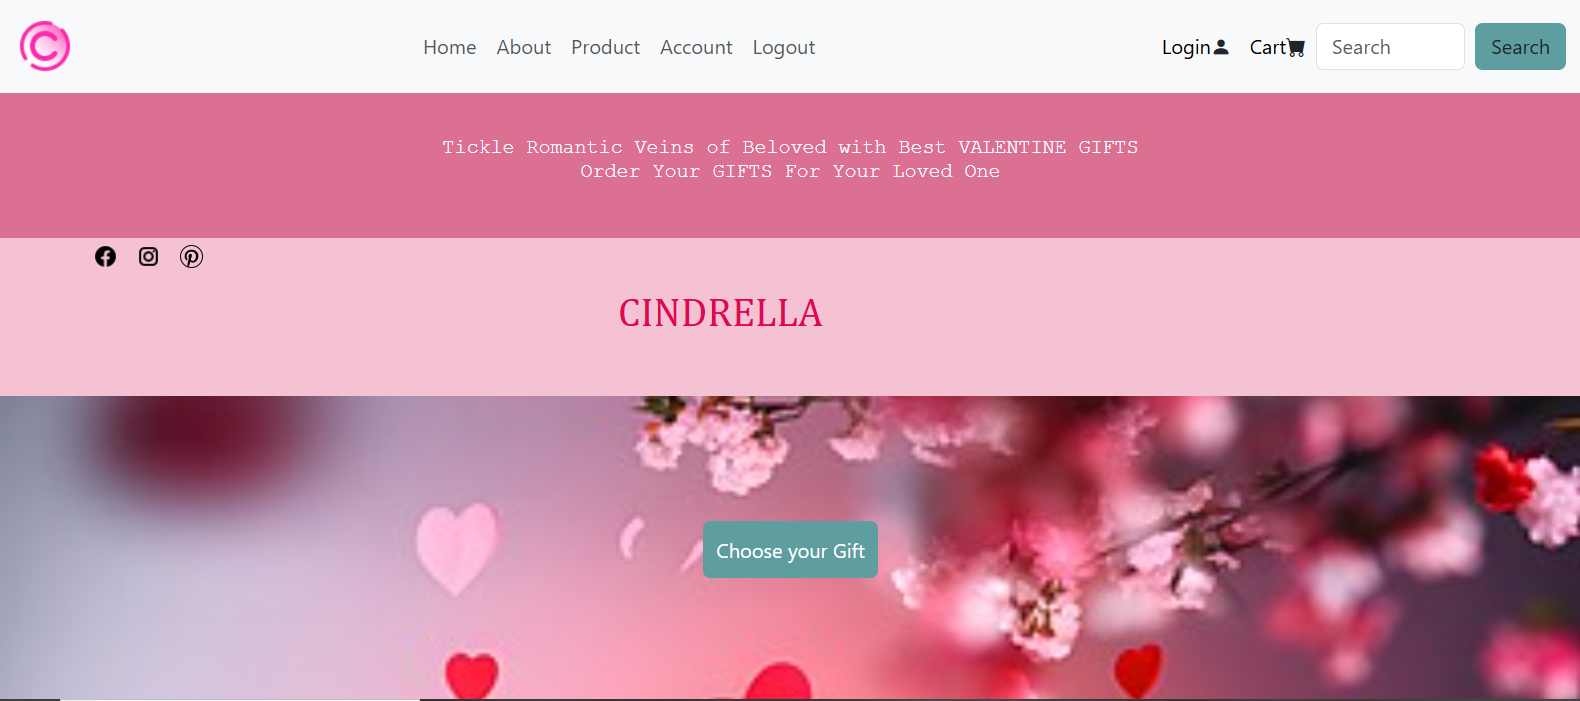 Home About Product Account Logout Login Cart Search Search
Tickle Romantic Veins of Beloved with Best VALENTINE GIFTS
Order Your GIFTS For Your Loved One
CINDRELLA
Choose your Gift